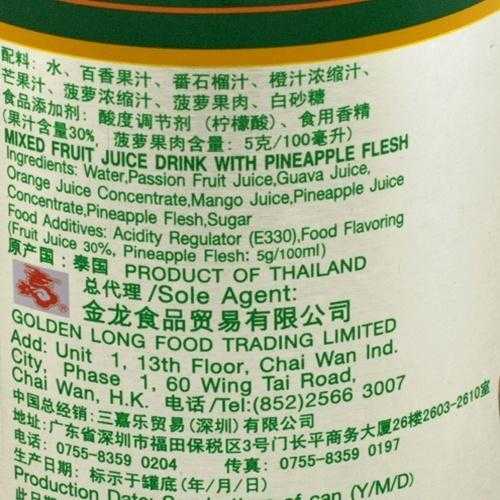 配料: 水、百香果汁、番石榴汁、橙汁浓缩汁、
芒果汁、菠萝浓缩汁、菠萝果肉、白砂糖
食品添加剂: 酸度调节剂 (柠檬酸)、食用香精
(果汁含量30%, 菠萝果肉含量: 5克/100毫升)
MIXED FRUIT JUICE DRINK WITH PINEAPPLE FLESH
Ingredients: Water,Passion Fruit Juice,Guava Juice,
Orange Juice Concentrate,Mango Juice,Pineapple Juice
Concentrate,Pineapple Flesh,Sugar
Food Additives: Acidity Regulator (E330),Food Flavoring
(Fruit Juice 30%, Pineapple Flesh: 5g/100ml)
原产国: 泰国 PRODUCT OF THAILAND
总代理/Sole Agent:
金龙食品贸易有限公司
GOLDEN LONG FOOD TRADING LIMITED
Add: Unit 1, 13th Floor, Chai Wan Ind.
City, Phase 1, 60 Wing Tai Road,
Chai Wan, H.K. 电话/Tel:(852)2566 3007
中国总经销:三嘉乐贸易(深圳)有限公司
地址:广东省深圳市福田保税区3号门长平商务大厦26楼2603-2610室
电话: 0755-8359 0204 传真: 0755-8359 0197
生产日期: 标示于罐底(年/月/日)
Production Date: of can (Y/M/D)